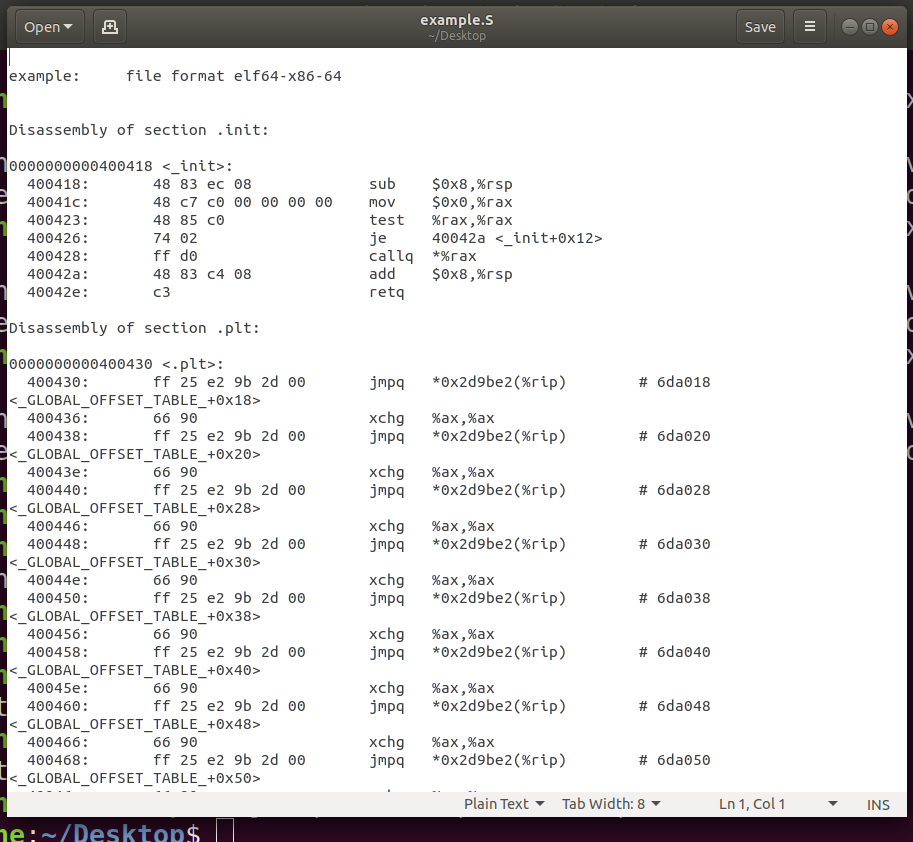 Open
example.S
~/Desktop
Save
example:     file format elf64-x86-64
Disassembly of section .init:
0000000000400418 <_init>:
  400418:       48 83 ec 08             sub    $0x8,%rsp
  40041c:       48 c7 c0 00 00 00 00    mov    $0x0,%rax
  400423:       48 85 c0                test   %rax,%rax
  400426:       74 02                   je     40042a <_init+0x12>
  400428:       ff d0                   callq  *%rax
  40042a:       48 83 c4 08             add    $0x8,%rsp
  40042e:       c3                      retq
Disassembly of section .plt:
0000000000400430 <.plt>:
  400430:       ff 25 e2 9b 2d 00       jmpq   *0x2d9be2(%rip)        # 6da018
<_GLOBAL_OFFSET_TABLE_+0x18>
  400436:       66 90                   xchg   %ax,%ax
  400438:       ff 25 e2 9b 2d 00       jmpq   *0x2d9be2(%rip)        # 6da020
<_GLOBAL_OFFSET_TABLE_+0x20>
  40043e:       66 90                   xchg   %ax,%ax
  400440:       ff 25 e2 9b 2d 00       jmpq   *0x2d9be2(%rip)        # 6da028
<_GLOBAL_OFFSET_TABLE_+0x28>
  400446:       66 90                   xchg   %ax,%ax
  400448:       ff 25 e2 9b 2d 00       jmpq   *0x2d9be2(%rip)        # 6da030
<_GLOBAL_OFFSET_TABLE_+0x30>
  40044e:       66 90                   xchg   %ax,%ax
  400450:       ff 25 e2 9b 2d 00       jmpq   *0x2d9be2(%rip)        # 6da038
<_GLOBAL_OFFSET_TABLE_+0x38>
  400456:       66 90                   xchg   %ax,%ax
  400458:       ff 25 e2 9b 2d 00       jmpq   *0x2d9be2(%rip)        # 6da040
<_GLOBAL_OFFSET_TABLE_+0x40>
  40045e:       66 90                   xchg   %ax,%ax
  400460:       ff 25 e2 9b 2d 00       jmpq   *0x2d9be2(%rip)        # 6da048
<_GLOBAL_OFFSET_TABLE_+0x48>
  400466:       66 90                   xchg   %ax,%ax
  400468:       ff 25 e2 9b 2d 00       jmpq   *0x2d9be2(%rip)        # 6da050
<_GLOBAL_OFFSET_TABLE_+0x50>
Plain Text Tab Width: 8 Ln 1, Col 1 INS
ne:~/Desktop$